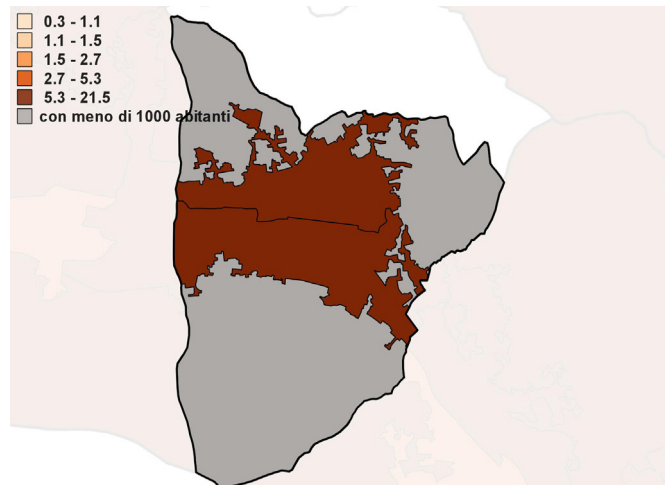 0.3 - 1.1
1.1 - 1.5
1.5 - 2.7
2.7 - 5.3
5.3 - 21.5
con meno di 1000 abitanti